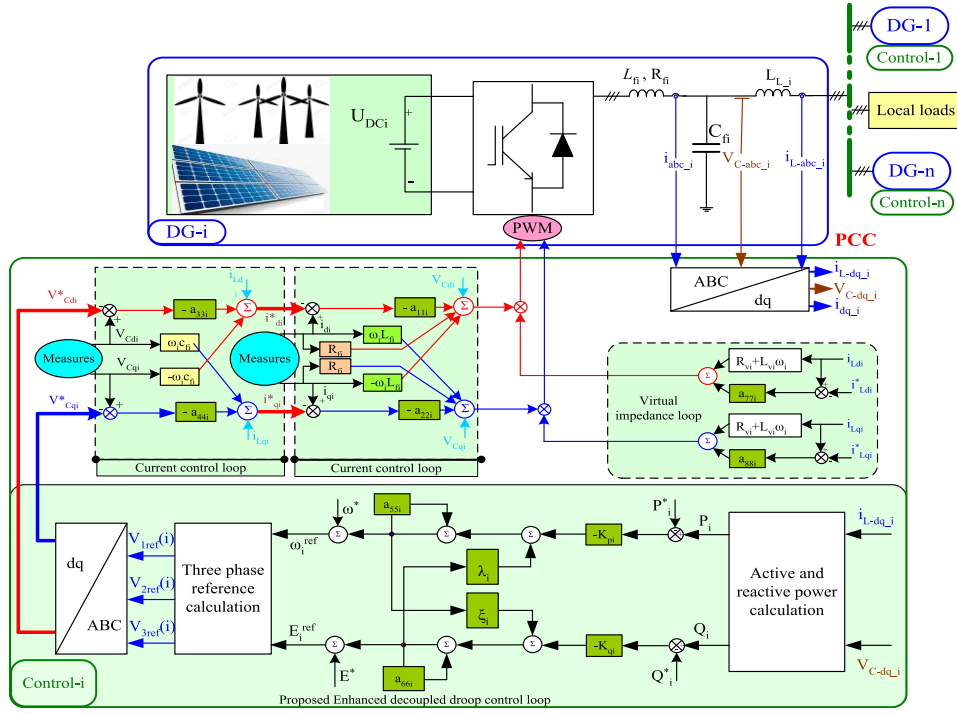 DG-1
Control-1
Local loads
DG-n
Control-n
PCC
L_fi , R_fi
L_L_i
U_DCi
+
-
C_fi
i_abc_i
V_C-abc_i
i_L-abc_i
DG-i
PWM
ABC
dq
i_L-dq_i
V_C-dq_i
i_dq_i
V*_Cdi
i_Ld i
- a_33i
Σ
i*_di
V_Cdi
ω_i c_fi
Measures
V_Cqi
-ω_i c_fi
V*_Cqi
- a_44i
Σ
i*_qi
i_Lqi
Current control loop
V_Cdi
- a_11i
Σ
i_di
ω_i L_fi
R_fi
Measures
R_fi
-ω_i L_fi
i_qi
- a_22i
Σ
V_Cqi
Current control loop
Σ
R_vi+L_vi ω_i
i_Ldi
a_77i
i*_Ldi
Virtual
impedance loop
Σ
R_vi+L_vi ω_i
i_Lqi
a_88i
i*_Lqi
dq
ABC
V_1ref(i)
V_2ref(i)
V_3ref(i)
Three phase
reference
calculation
ω*
a_55i
ω_i^ref
Σ
Σ
Σ
-K_pi
P*_i
P_i
λ_i
ξ_i
E_i^ref
Σ
Σ
Σ
-K_qi
Q_i
Q*_i
E*
a_66i
Active and
reactive power
calculation
i_L-dq_i
V_C-dq_i
Control-i
Proposed Enhanced decoupled droop control loop